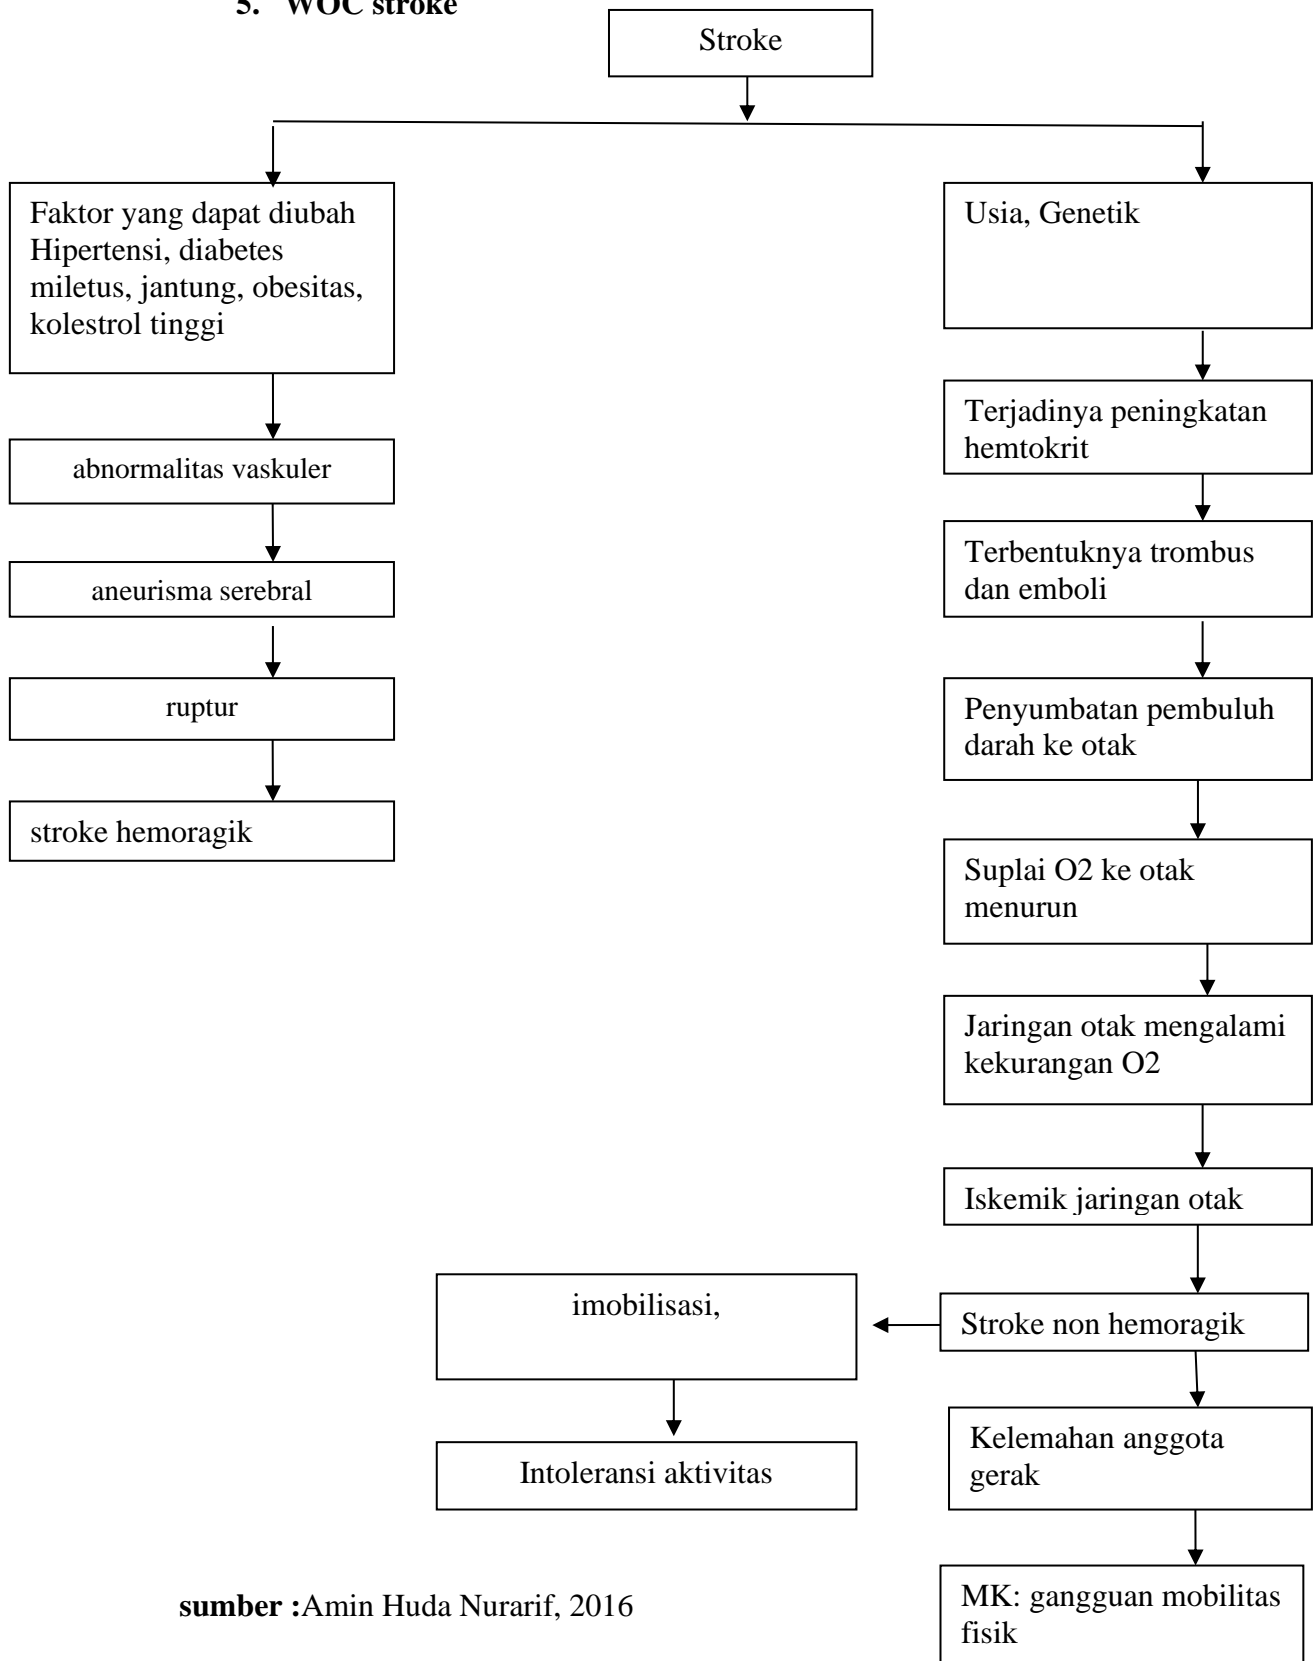 5. WOC stroke
Stroke
Faktor yang dapat diubah
Hipertensi, diabetes
miletus, jantung, obesitas,
kolestrol tinggi
abnormalitas vaskuler
aneurisma serebral
ruptur
stroke hemoragik
Usia, Genetik
Terjadinya peningkatan
hemtokrit
Terbentuknya trombus
dan emboli
Penyumbatan pembuluh
darah ke otak
Suplai O2 ke otak
menurun
Jaringan otak mengalami
kekurangan O2
Iskemik jaringan otak
Stroke non hemoragik
imobilisasi,
Intoleransi aktivitas
Kelemahan anggota
gerak
MK: gangguan mobilitas
fisik
sumber :Amin Huda Nurarif, 2016